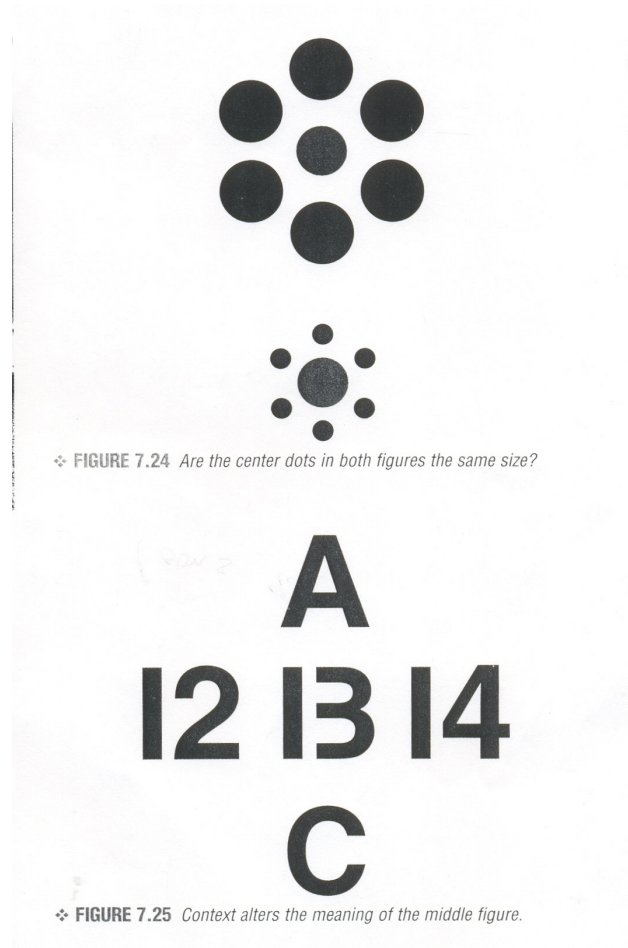 ❖ FIGURE 7.24 Are the center dots in both figures the same size?
A
12 13 14
C
❖ FIGURE 7.25 Context alters the meaning of the middle figure.